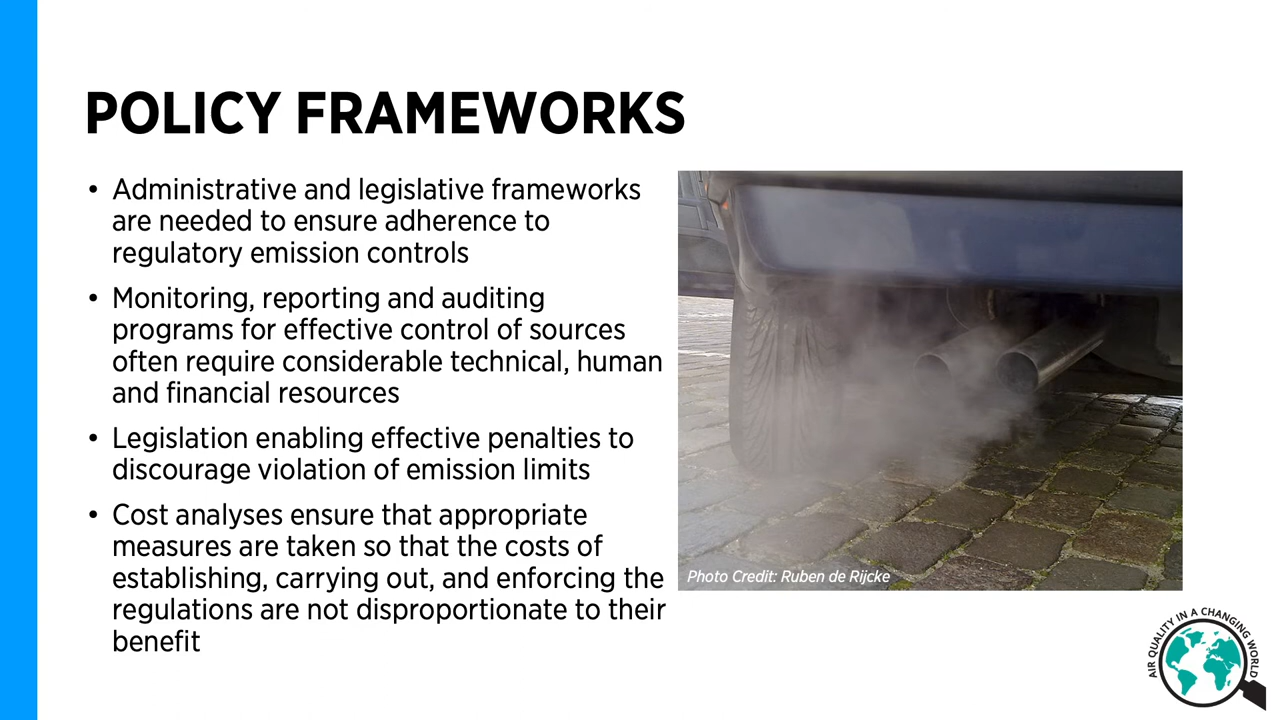 POLICY FRAMEWORKS
• Administrative and legislative frameworks
are needed to ensure adherence to
regulatory emission controls
• Monitoring, reporting and auditing
programs for effective control of sources
often require considerable technical, human
and financial resources
• Legislation enabling effective penalties to
discourage violation of emission limits
• Cost analyses ensure that appropriate
measures are taken so that the costs of
establishing, carrying out, and enforcing the
regulations are not disproportionate to their
benefit
Photo Credit: Ruben de Rijcke
AIR QUALITY IN A CHANGING WORLD